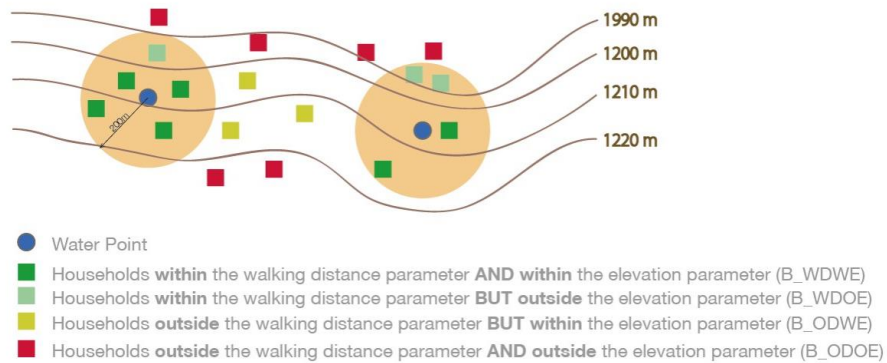 1990 m
1200 m
1210 m
200m
1220 m
Water Point
Households within the walking distance parameter AND within the elevation parameter (B_WDWE)
Households within the walking distance parameter BUT outside the elevation parameter (B_WDOE)
Households outside the walking distance parameter BUT within the elevation parameter (B_ODWE)
Households outside the walking distance parameter AND outside the elevation parameter (B_ODOE)